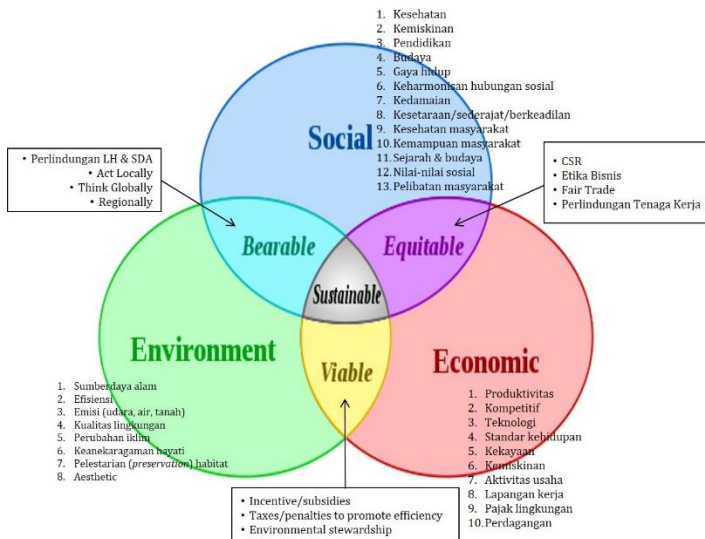 1. Kesehatan
2. Kemiskinan
3. Pendidikan
4. Budaya
5. Gaya hidup
6. Keharmonisan hubungan sosial
7. Kedamaian
8. Kesetaraan/sederajat/berkeadilan
9. Kesehatan masyarakat
10. Kemampuan masyarakat
11. Sejarah & budaya
12. Nilai-nilai sosial
13. Pelibatan masyarakat
Social
• Perlindungan LH & SDA
• Act Locally
• Think Globally
• Regionally
• CSR
• Etika Bisnis
• Fair Trade
• Perlindungan Tenaga Kerja
Bearable
Equitable
Sustainable
Environment
Viable
Economic
1. Sumberdaya alam
2. Efisiensi
3. Emisi (udara, air, tanah)
4. Kualitas lingkungan
5. Perubahan iklim
6. Keanekaragaman hayati
7. Pelestarian (preservation) habitat
8. Aesthetic
1. Produktivitas
2. Kompetitif
3. Teknologi
4. Standar kehidupan
5. Kekayaan
6. Kemiskinan
7. Aktivitas usaha
8. Lapangan kerja
9. Pajak lingkungan
10. Perdagangan
• Incentive/subsidies
• Taxes/penalties to promote efficiency
• Environmental stewardship